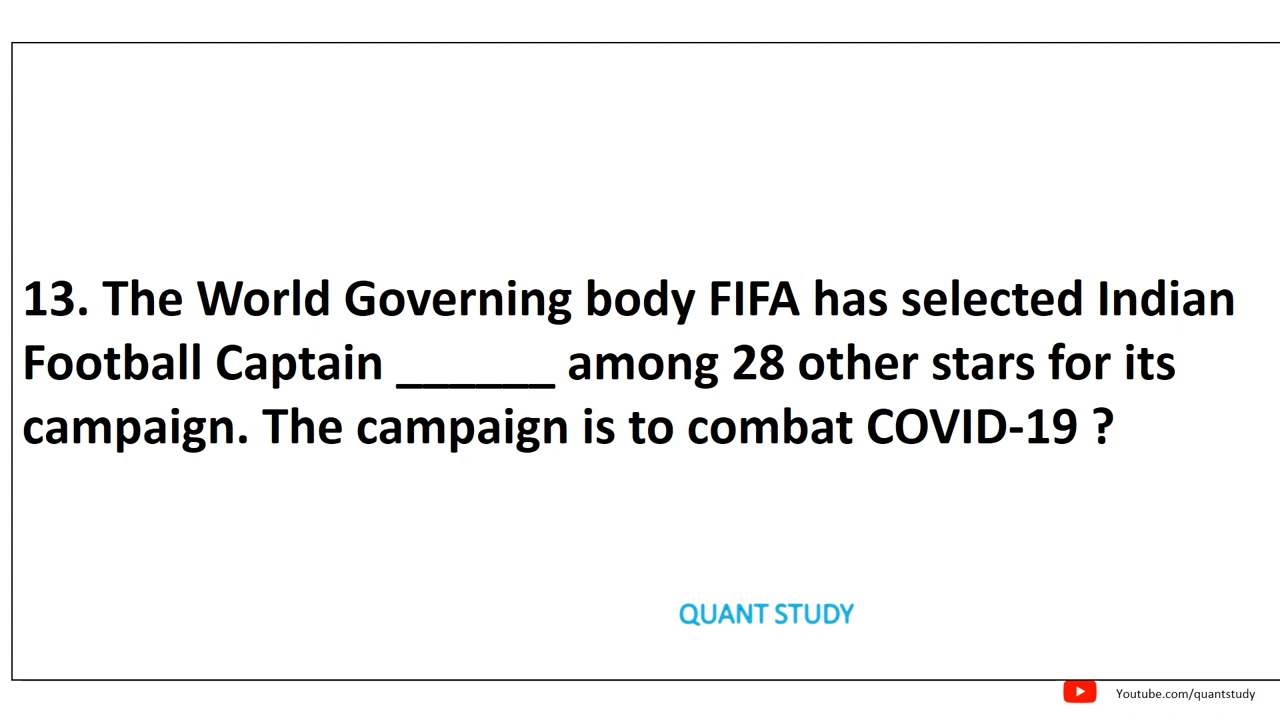 13. The World Governing body FIFA has selected Indian
Football Captain ______ among 28 other stars for its
campaign. The campaign is to combat COVID-19 ?
QUANT STUDY
Youtube.com/quantstudy